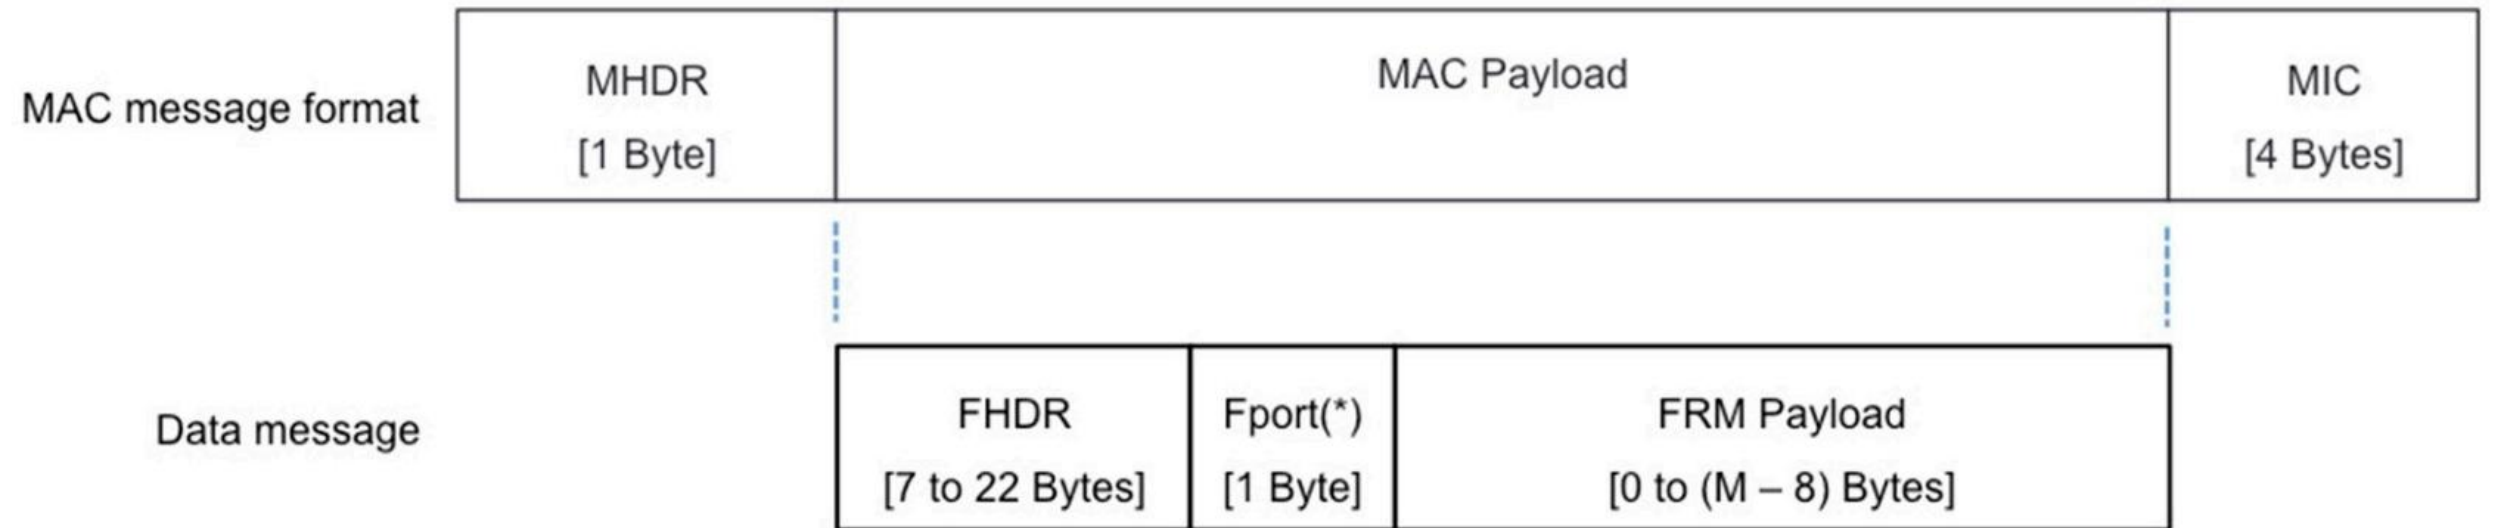 MAC message format
MHDR
[1 Byte]
MAC Payload
MIC
[4 Bytes]
Data message
FHDR
[7 to 22 Bytes]
Fport(*)
[1 Byte]
FRM Payload
[0 to (M – 8) Bytes]